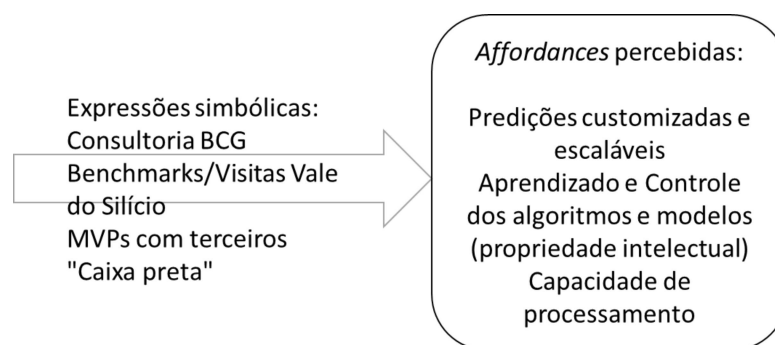 Expressões simbólicas:
Consultoria BCG
Benchmarks/Visitas Vale
do Silício
MVPs com terceiros
"Caixa preta"
Affordances percebidas:
Predições customizadas e
escaláveis
Aprendizado e Controle
dos algoritmos e modelos
(propriedade intelectual)
Capacidade de
processamento